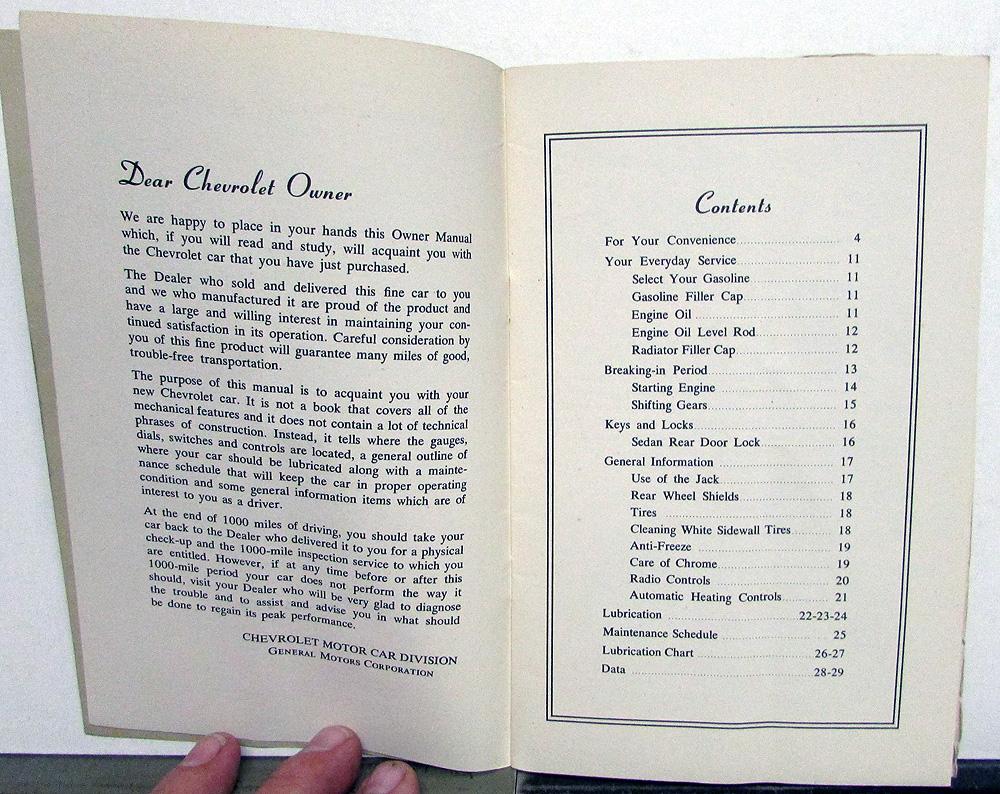 Dear Chevrolet Owner
We are happy to place in your hands this Owner Manual
which, if you will read and study, will acquaint you with
the Chevrolet car that you have just purchased.
The Dealer who sold and delivered this fine car to you
and we who manufactured it are proud of the product and
have a large and willing interest in maintaining your con-
tinued satisfaction in its operation. Careful consideration by
you of this fine product will guarantee many miles of good,
trouble-free transportation.
The purpose of this manual is to acquaint you with your
new Chevrolet car. It is not a book that covers all of the
mechanical features and it does not contain a lot of technical
phrases of construction. Instead, it tells where the gauges,
dials, switches and controls are located, a general outline of
where your car should be lubricated along with a mainte-
nance schedule that will keep the car in proper operating
condition and some general information items which are of
interest to you as a driver.
At the end of 1000 miles of driving, you should take your
car back to the Dealer who delivered it to you for a physical
check-up and the 1000-mile inspection service to which you
are entitled. However, if at any time before or after this
1000-mile period your car does not perform the way it
should, visit your Dealer who will be very glad to diagnose
the trouble and to assist and advise you in what should
be done to regain its peak performance.
CHEVROLET MOTOR CAR DIVISION
GENERAL MOTORS CORPORATION
Contents
For Your Convenience 4
Your Everyday Service 11
Select Your Gasoline 11
Gasoline Filler Cap 11
Engine Oil 11
Engine Oil Level Rod 12
Radiator Filler Cap 12
Breaking-in Period 13
Starting Engine 14
Shifting Gears 15
Keys and Locks 16
Sedan Rear Door Lock 16
General Information 17
Use of the Jack 17
Rear Wheel Shields 18
Tires 18
Cleaning White Sidewall Tires 18
Anti-Freeze 19
Care of Chrome 19
Radio Controls 20
Automatic Heating Controls 21
Lubrication 22-23-24
Maintenance Schedule 25
Lubrication Chart 26-27
Data 28-29